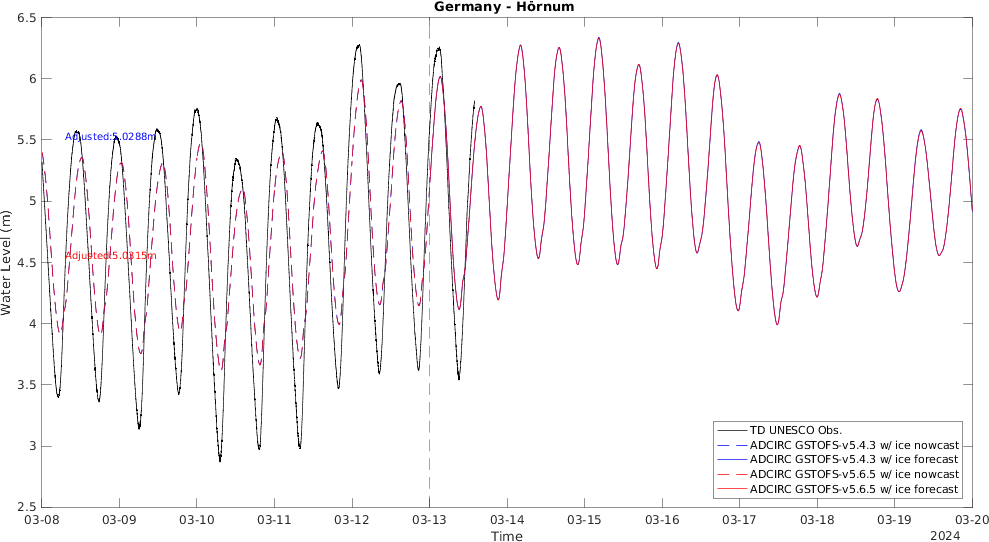 Germany - Hörnum
6.5
6
5.5
5
4.5
4
3.5
3
2.5
Water Level (m)
Adjusted:5.0288m
Adjusted:5.0315m
TD UNESCO Obs.
ADCIRC GSTOFS-v5.4.3 w/ ice nowcast
ADCIRC GSTOFS-v5.4.3 w/ ice forecast
ADCIRC GSTOFS-v5.6.5 w/ ice nowcast
ADCIRC GSTOFS-v5.6.5 w/ ice forecast
03-08 03-09 03-10 03-11 03-12 03-13 03-14 03-15 03-16 03-17 03-18 03-19 03-20
Time
2024